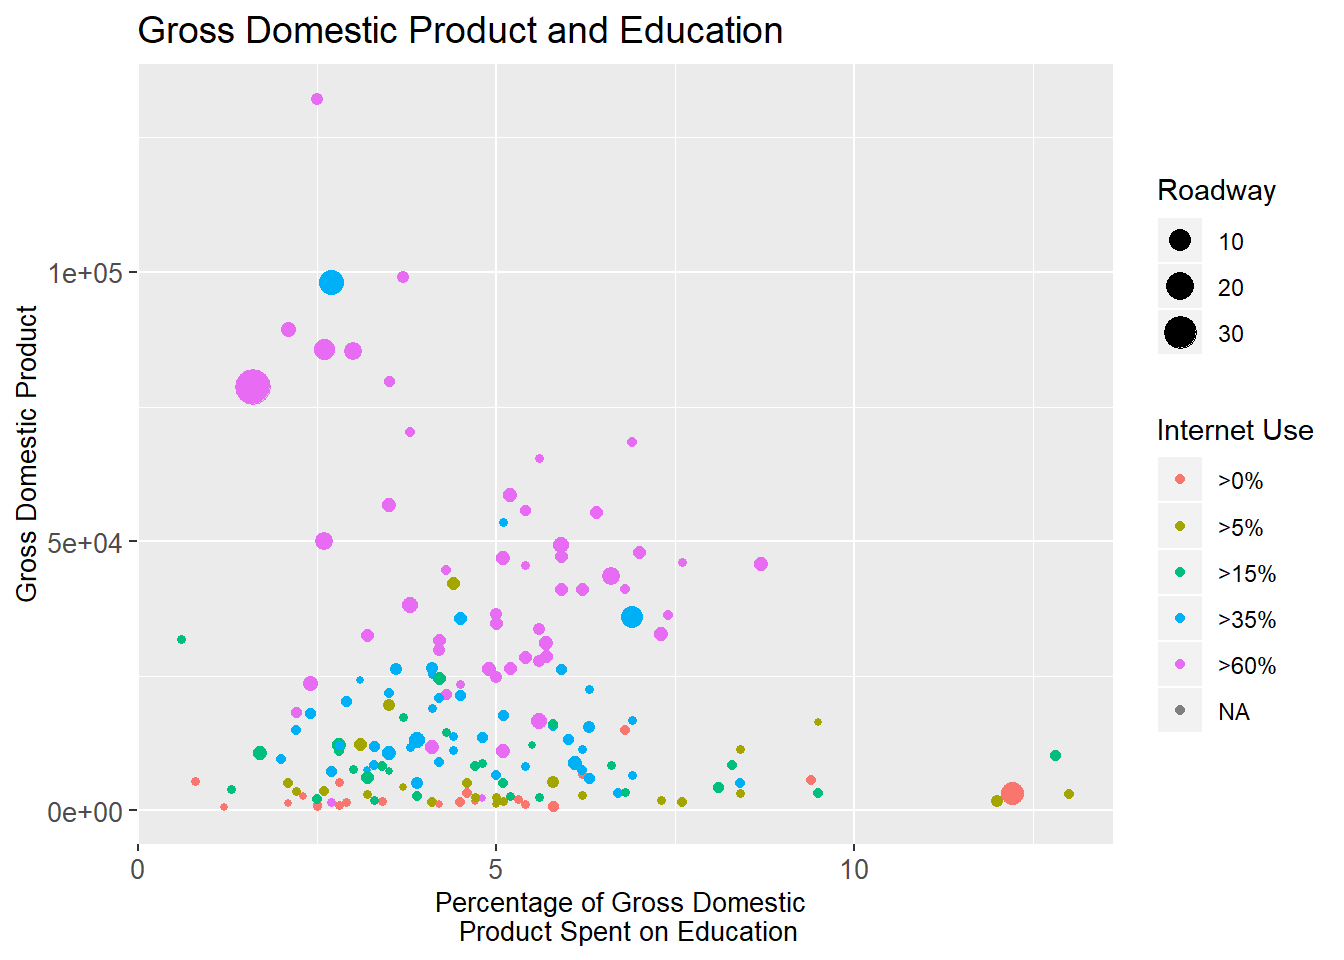 Gross Domestic Product and Education
Gross Domestic Product
1e+05
5e+04
0e+00
0
5
10
Percentage of Gross Domestic
Product Spent on Education
Roadway
10
20
30
Internet Use
>0%
>5%
>15%
>35%
>60%
NA